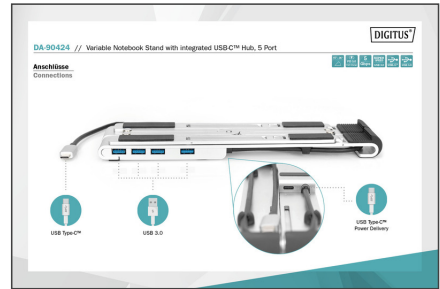 DIGITUS®
DA-90424 // Variable Notebook Stand with integrated USB-C™ Hub, 5 Port
Anschlüsse
Connections
USB Type-C™
USB 3.0
USB Type-C™
Power Delivery